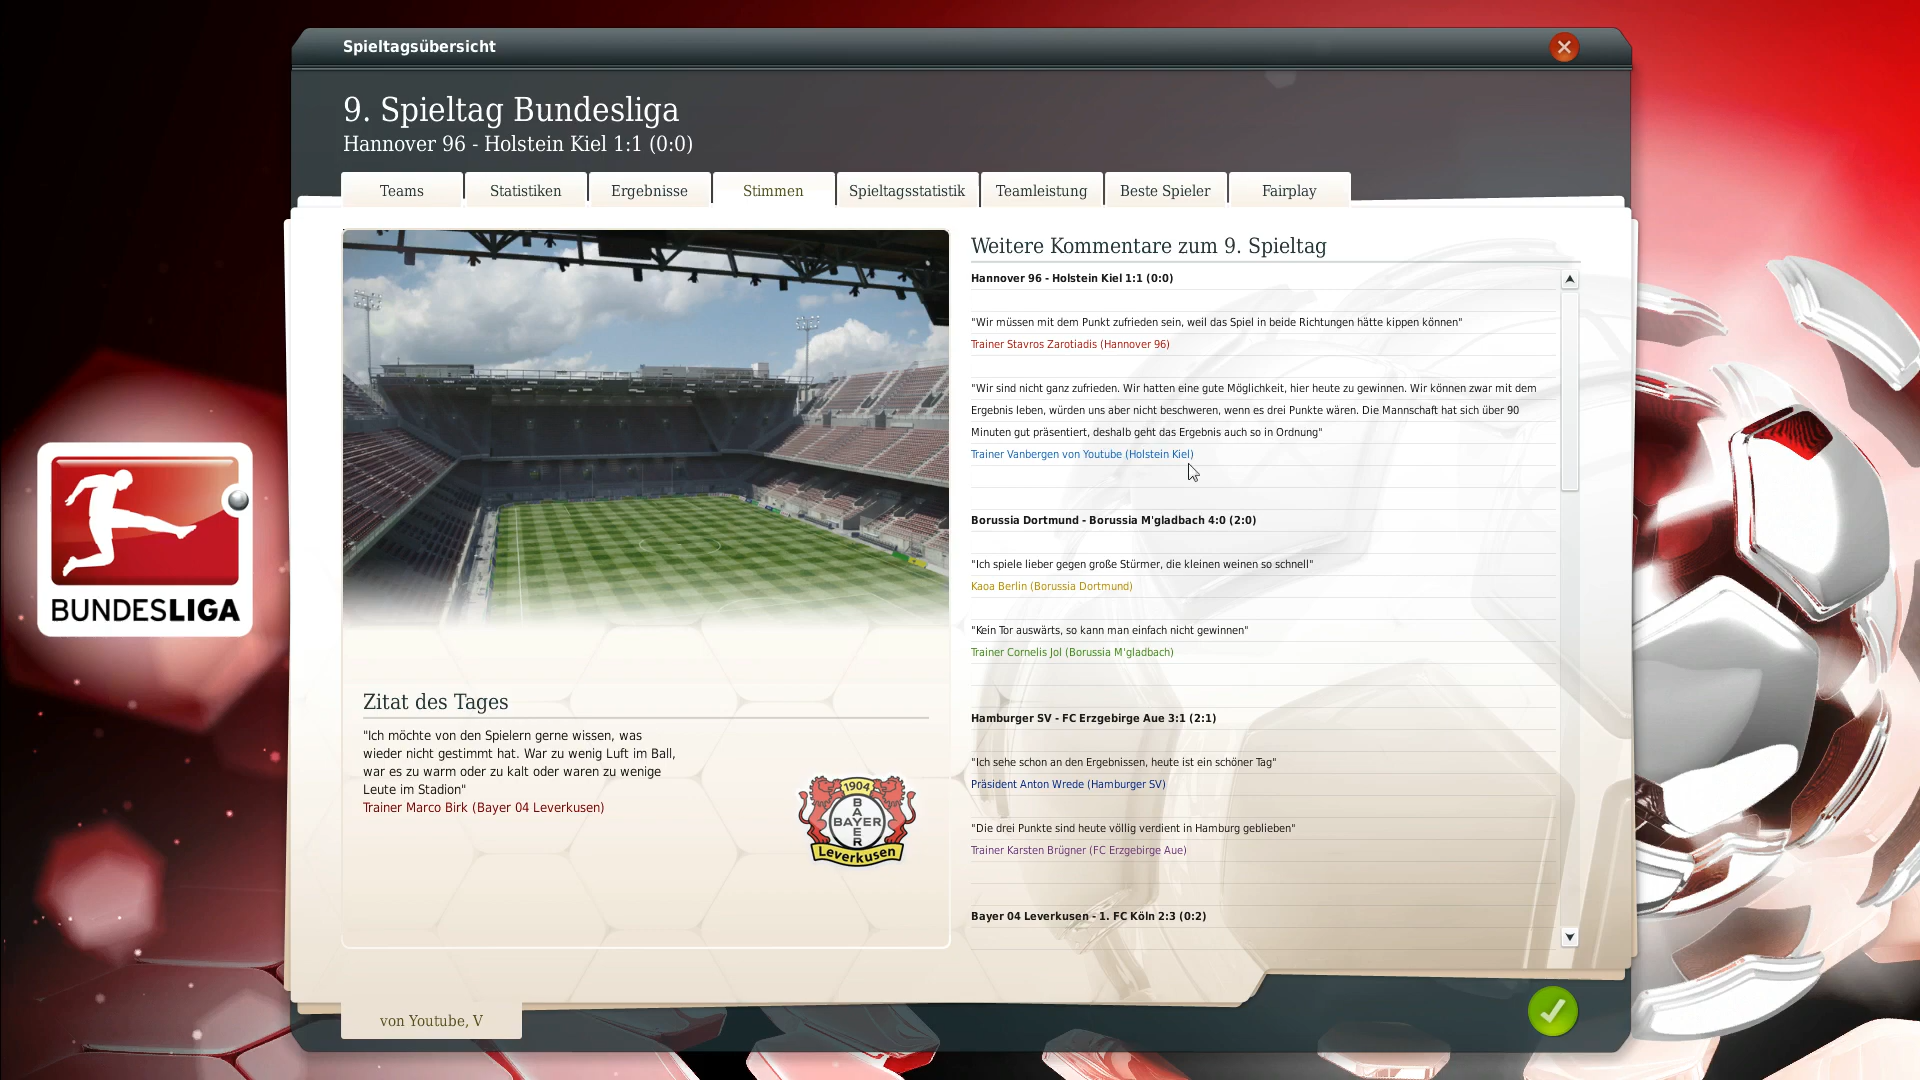 Spieltagsübersicht
9. Spieltag Bundesliga
Hannover 96 - Holstein Kiel 1:1 (0:0)
Teams
Statistiken
Ergebnisse
Stimmen
Spieltagsstatistik
Teamleistung
Beste Spieler
Fairplay
Weitere Kommentare zum 9. Spieltag
Hannover 96 - Holstein Kiel 1:1 (0:0)
"Wir müssen mit dem Punkt zufrieden sein, weil das Spiel in beide Richtungen hätte kippen können"
Trainer Stavros Zarotiadis (Hannover 96)
"Wir sind nicht ganz zufrieden. Wir hatten eine gute Möglichkeit, hier heute zu gewinnen. Wir können zwar mit dem
Ergebnis leben, würden uns aber nicht beschweren, wenn es drei Punkte wären. Die Mannschaft hat sich über 90
Minuten gut präsentiert, deshalb geht das Ergebnis auch so in Ordnung"
Trainer Vanbergen von Youtube (Holstein Kiel)
Borussia Dortmund - Borussia M'gladbach 4:0 (2:0)
"Ich spiele lieber gegen große Stürmer, die kleinen weinen so schnell"
Kaoa Berlin (Borussia Dortmund)
"Kein Tor auswärts, so kann man einfach nicht gewinnen"
Trainer Cornelis Jol (Borussia M'gladbach)
Hamburger SV - FC Erzgebirge Aue 3:1 (2:1)
"Ich sehe schon an den Ergebnissen, heute ist ein schöner Tag"
Präsident Anton Wrede (Hamburger SV)
"Die drei Punkte sind heute völlig verdient in Hamburg geblieben"
Trainer Karsten Brügner (FC Erzgebirge Aue)
Bayer 04 Leverkusen - 1. FC Köln 2:3 (0:2)
Zitat des Tages
"Ich möchte von den Spielern gerne wissen, was
wieder nicht gestimmt hat. War zu wenig Luft im Ball,
war es zu warm oder zu kalt oder waren zu wenige
Leute im Stadion"
Trainer Marco Birk (Bayer 04 Leverkusen)
1904
BAYER
BAYER
Leverkusen
BUNDESLIGA
von Youtube, V